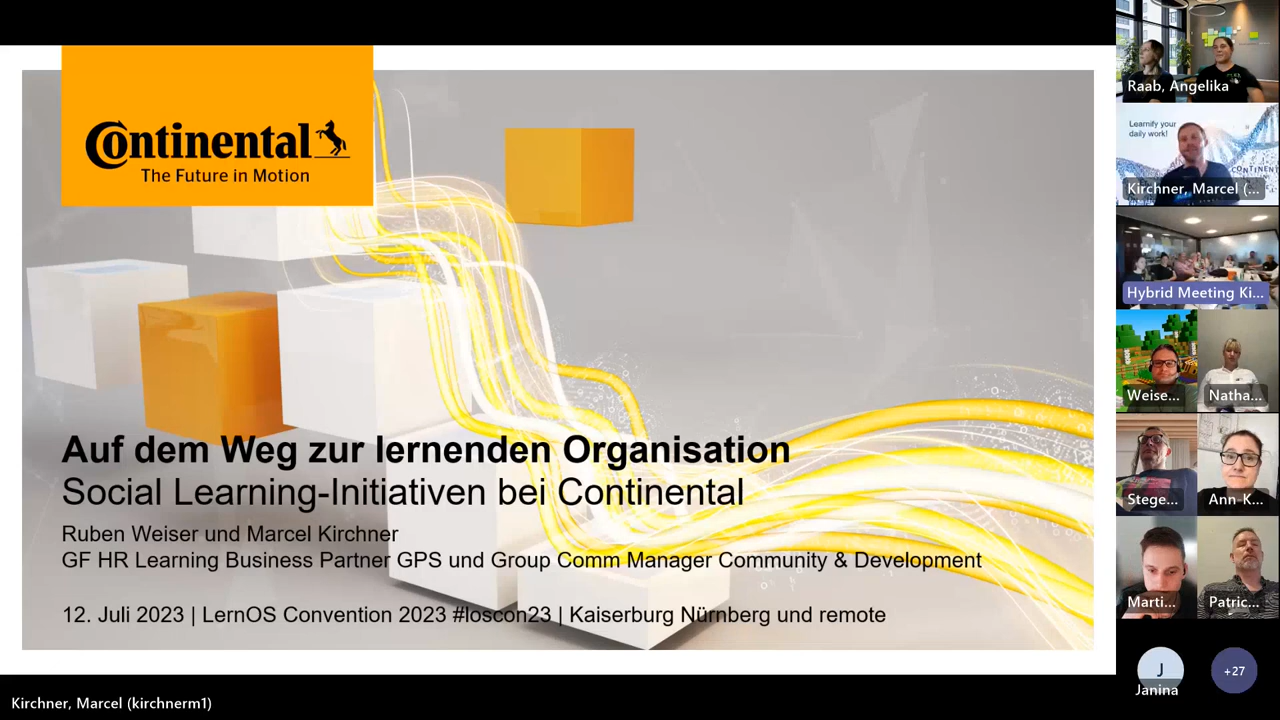 Continental
The Future in Motion
Auf dem Weg zur lernenden Organisation
Social Learning-Initiativen bei Continental
Ruben Weiser und Marcel Kirchner
GF HR Learning Business Partner GPS und Group Comm Manager Community & Development
12. Juli 2023 | LernOS Convention 2023 #loscon23 | Kaiserburg Nürnberg und remote
Kirchner, Marcel (kirchnerm1)
Raab, Angelika
Learnify your
daily work!
CONTINENT
Kirchner, Marcel (...
Hybrid Meeting Ki...
Weise...
Natha...
Stege...
Ann-K...
Marti...
Patric...
J
Janina
+27